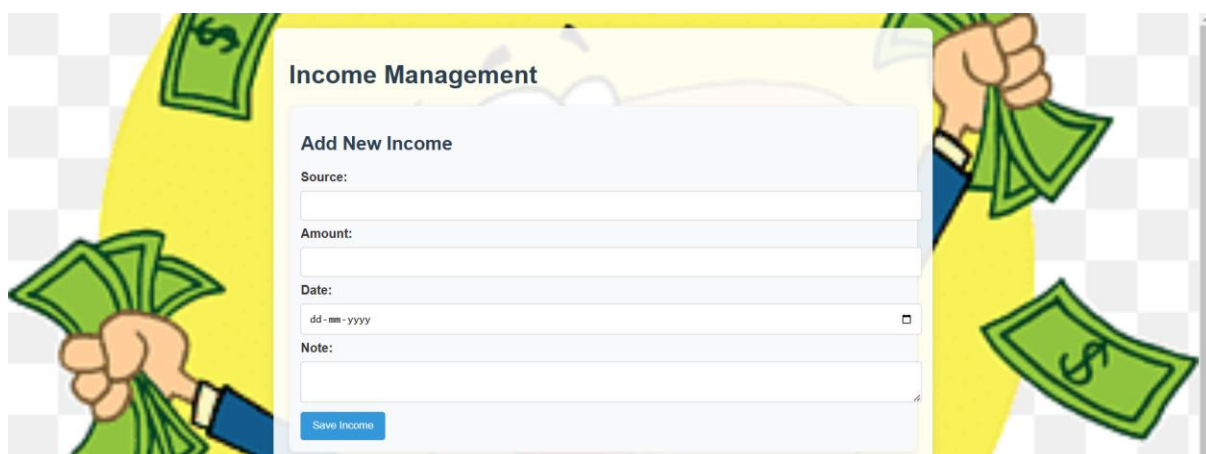 Income Management
Add New Income
Source:
Amount:
Date:
dd-mm-yyyy
Note:
Save Income
$
$